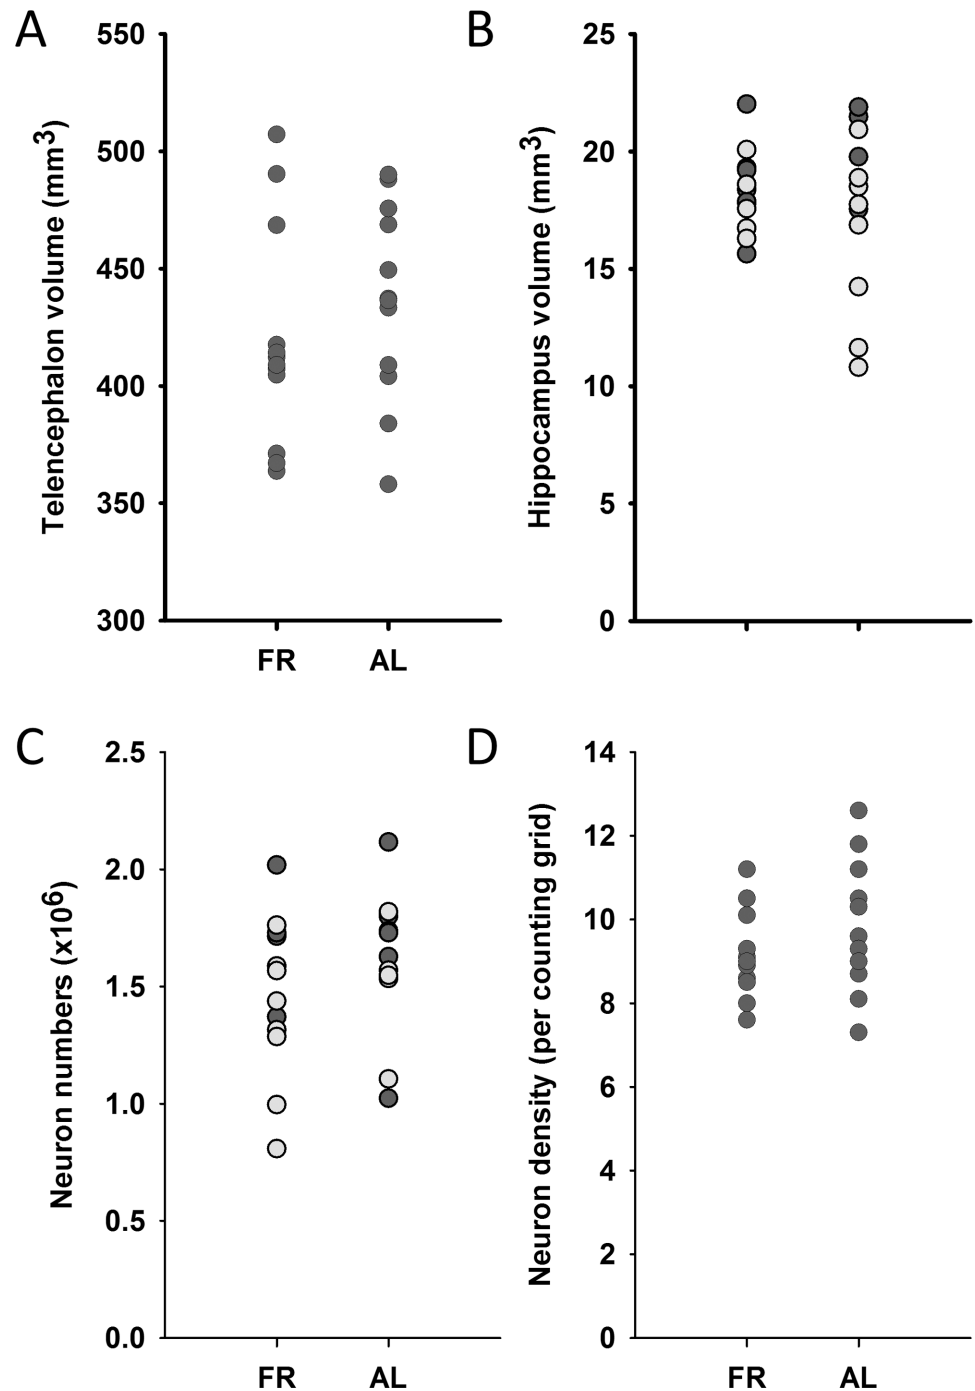 A
550
500
450
400
350
300
Telencephalon volume (mm3)
FR AL
B
25
20
15
10
5
0
Hippocampus volume (mm3)
C
2.5
2.0
1.5
1.0
0.5
0.0
Neuron numbers (x106)
FR AL
D
14
12
10
8
6
4
2
0
Neuron density (per counting grid)
FR AL